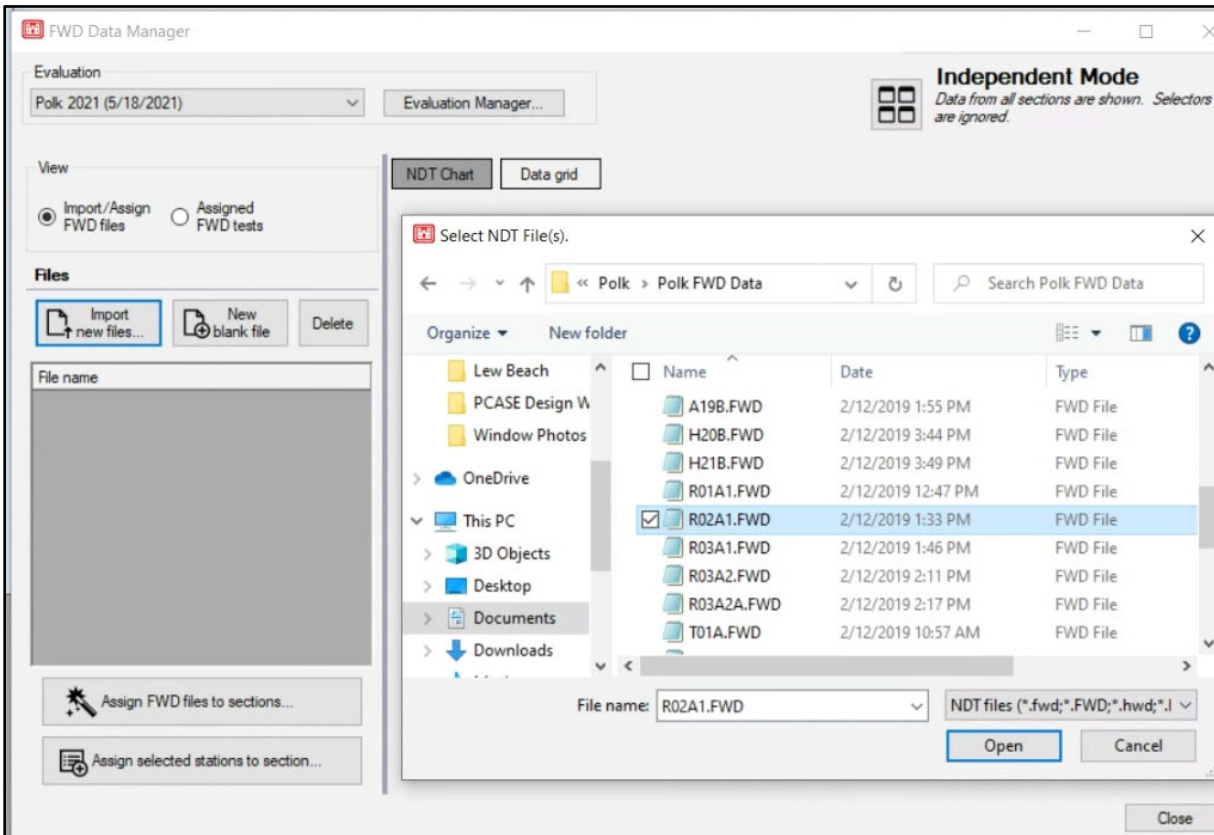 FWD Data Manager
Evaluation
Polk 2021 (5/18/2021)
Evaluation Manager...
Independent Mode
Data from all sections are shown. Selectors
are ignored.
View
Import/Assign
FWD files
Assigned
FWD tests
NDT Chart
Data grid
Files
Import
new files...
New
blank file
Delete
File name
Select NDT File(s).
« Polk › Polk FWD Data
Search Polk FWD Data
Organize
New folder
Lew Beach
PCASE Design W
Window Photos
OneDrive
This PC
3D Objects
Desktop
Documents
Downloads
Name Date Type
A19B.FWD 2/12/2019 1:55 PM FWD File
H20B.FWD 2/12/2019 3:44 PM FWD File
H21B.FWD 2/12/2019 3:49 PM FWD File
R01A1.FWD 2/12/2019 12:47 PM FWD File
R02A1.FWD 2/12/2019 1:33 PM FWD File
R03A1.FWD 2/12/2019 1:46 PM FWD File
R03A2.FWD 2/12/2019 2:11 PM FWD File
R03A2A.FWD 2/12/2019 2:17 PM FWD File
T01A.FWD 2/12/2019 10:57 AM FWD File
File name: R02A1.FWD
NDT files (*.fwd;*.FWD;*.hwd;*.
Open
Cancel
Assign FWD files to sections...
Assign selected stations to section...
Close